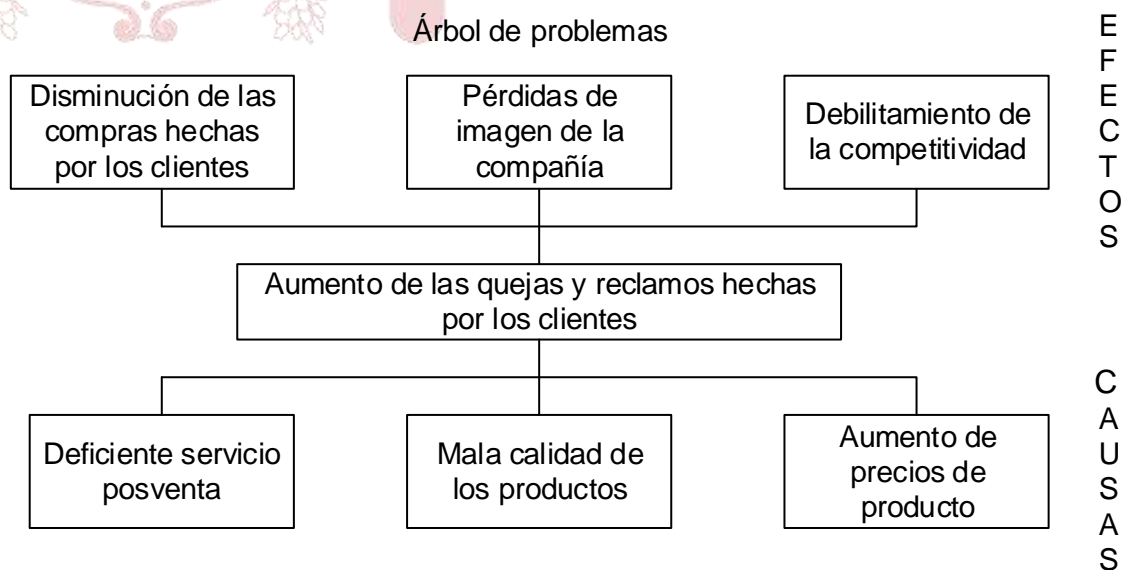 Árbol de problemas
Disminución de las
compras hechas
por los clientes
Pérdidas de
imagen de la
compañía
Debilitamiento de
la competitividad
E
F
E
C
T
O
S
Aumento de las quejas y reclamos hechas
por los clientes
Deficiente servicio
posventa
Mala calidad de
los productos
Aumento de
precios de
producto
C
A
U
S
A
S